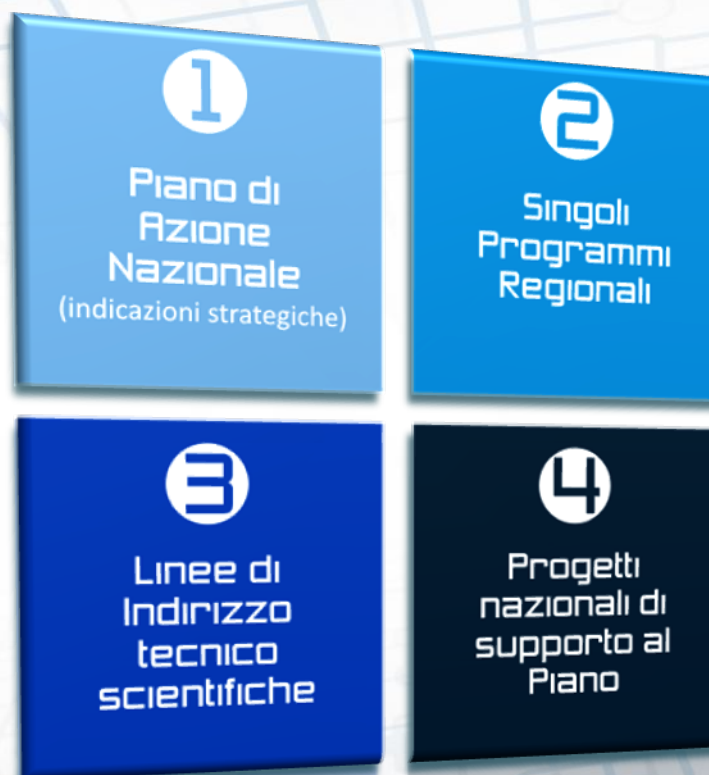 1
Piano di
Azione
Nazionale
(indicazioni strategiche)
2
Singoli
Programmi
Regionali
3
Linee di
Indirizzo
tecnico
scientifiche
4
Progetti
nazionali di
supporto al
Piano